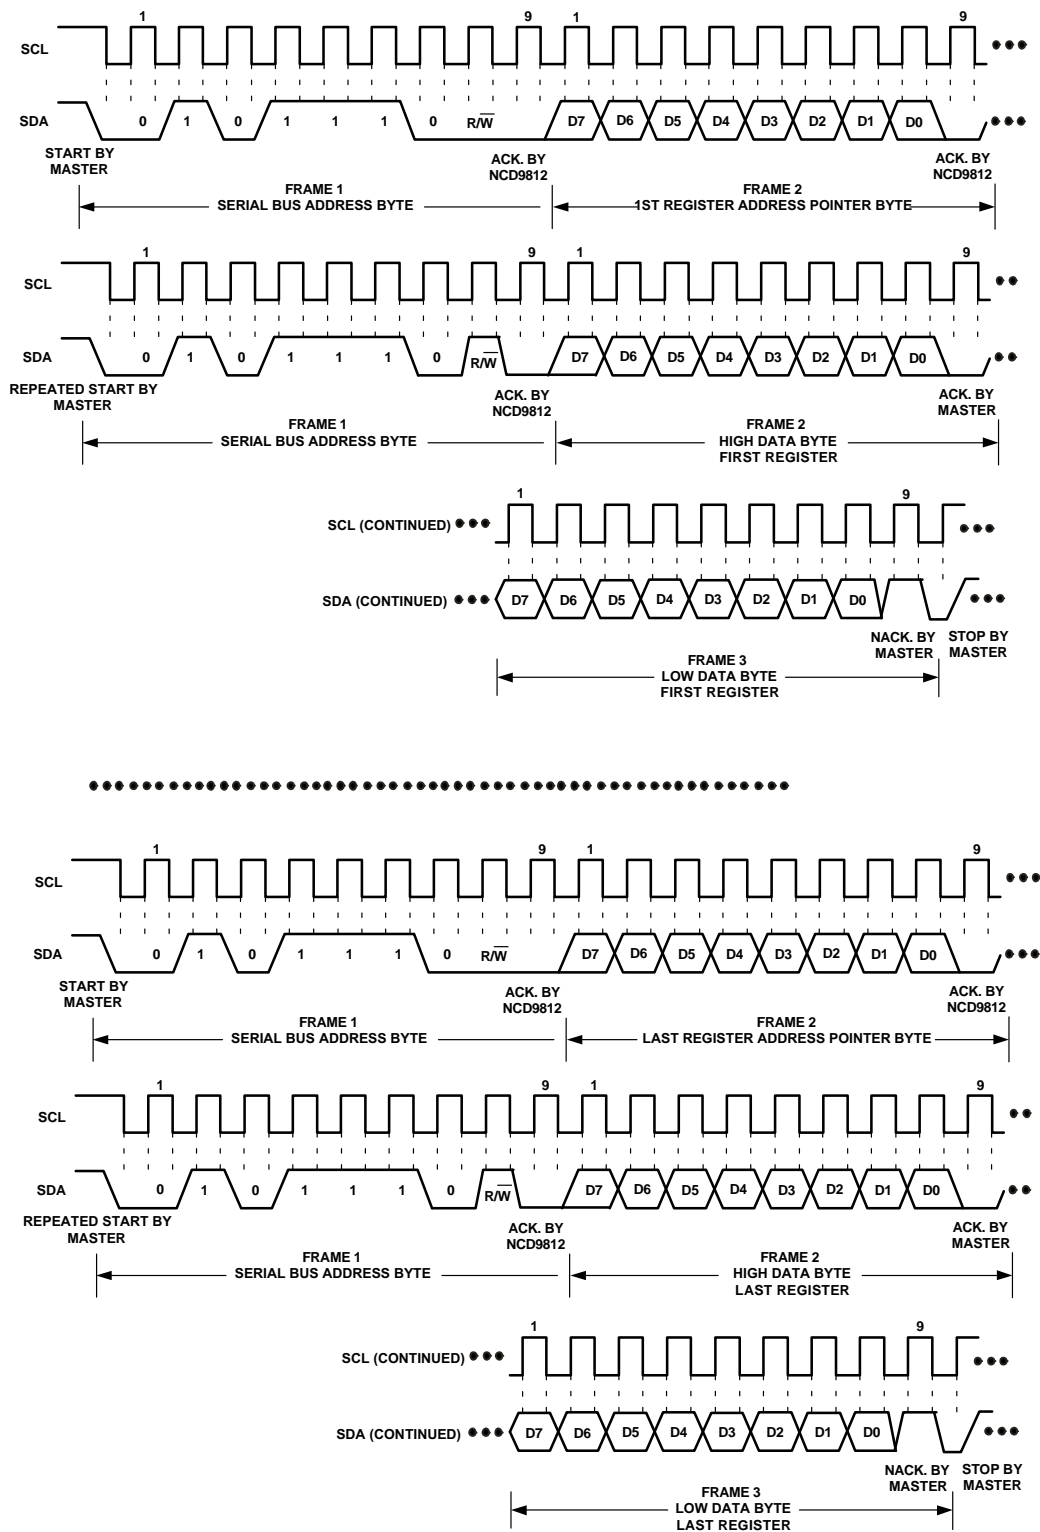 1 9 1 9
SCL
SDA 0 1 0 1 1 1 0 R/W D7 D6 D5 D4 D3 D2 D1 D0
START BY MASTER
ACK. BY NCD9812
ACK. BY NCD9812
FRAME 1
SERIAL BUS ADDRESS BYTE
FRAME 2
1ST REGISTER ADDRESS POINTER BYTE
1 9 1 9
SCL
SDA 0 1 0 1 1 1 0 R/W D7 D6 D5 D4 D3 D2 D1 D0
REPEATED START BY MASTER
ACK. BY NCD9812
ACK. BY MASTER
FRAME 1
SERIAL BUS ADDRESS BYTE
FRAME 2
HIGH DATA BYTE
FIRST REGISTER
1 9
SCL (CONTINUED)
SDA (CONTINUED) D7 D6 D5 D4 D3 D2 D1 D0
NACK. BY MASTER
STOP BY MASTER
FRAME 3
LOW DATA BYTE
FIRST REGISTER
1 9 1 9
SCL
SDA 0 1 0 1 1 1 0 R/W D7 D6 D5 D4 D3 D2 D1 D0
START BY MASTER
ACK. BY NCD9812
ACK. BY NCD9812
FRAME 1
SERIAL BUS ADDRESS BYTE
FRAME 2
LAST REGISTER ADDRESS POINTER BYTE
1 9 1 9
SCL
SDA 0 1 0 1 1 1 0 R/W D7 D6 D5 D4 D3 D2 D1 D0
REPEATED START BY MASTER
ACK. BY NCD9812
ACK. BY MASTER
FRAME 1
SERIAL BUS ADDRESS BYTE
FRAME 2
HIGH DATA BYTE
LAST REGISTER
1 9
SCL (CONTINUED)
SDA (CONTINUED) D7 D6 D5 D4 D3 D2 D1 D0
NACK. BY MASTER
STOP BY MASTER
FRAME 3
LOW DATA BYTE
LAST REGISTER